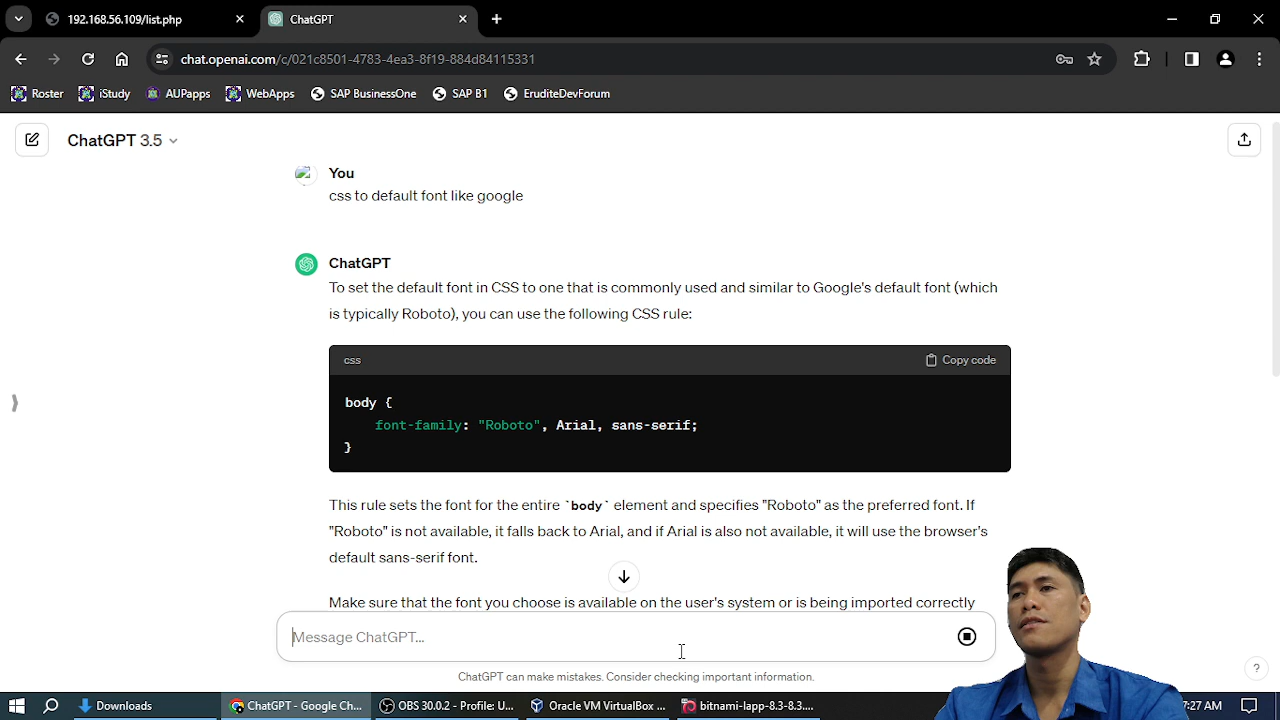 192.168.56.109/list.php
ChatGPT
chat.openai.com/c/021c8501-4783-4ea3-8f19-884d84115331
Roster
iStudy
AUPapps
WebApps
SAP BusinessOne
SAP B1
EruditeDevForum
ChatGPT 3.5
You
css to default font like google
ChatGPT
To set the default font in CSS to one that is commonly used and similar to Google's default font (which
is typically Roboto), you can use the following CSS rule:
css
Copy code
body {
font-family: "Roboto", Arial, sans-serif;
}
This rule sets the font for the entire `body` element and specifies "Roboto" as the preferred font. If
"Roboto" is not available, it falls back to Arial, and if Arial is also not available, it will use the browser's
default sans-serif font.
Make sure that the font you choose is available on the user's system or is being imported correctly
Message ChatGPT...
ChatGPT can make mistakes. Consider checking important information.
?
Downloads
ChatGPT - Google Ch...
OBS 30.0.2 - Profile: U...
Oracle VM VirtualBox ...
bitnami-lapp-8.3-8.3....
7:27 AM